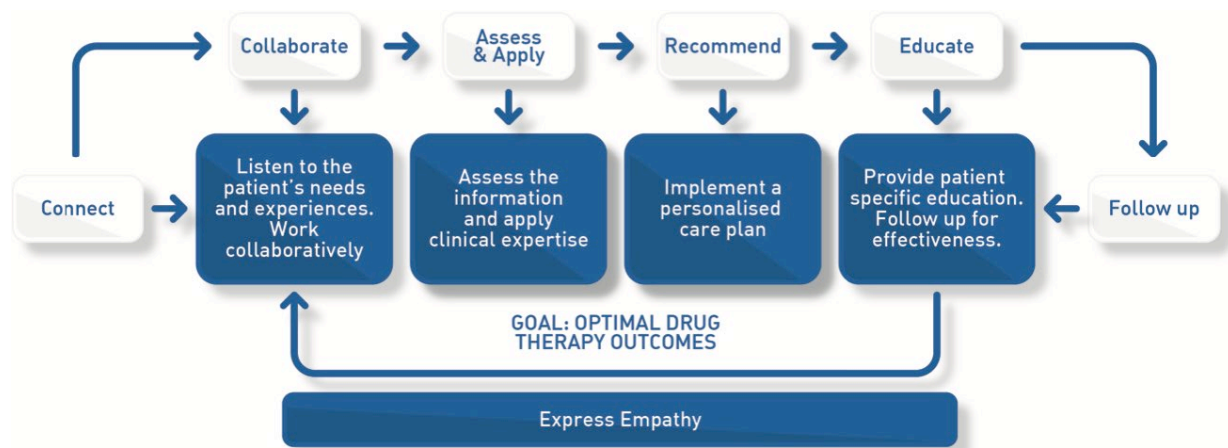 Collaborate
Assess
& Apply
Recommend
Educate
Connect
Listen to the
patient's needs
and experiences.
Work
collaboratively
Assess the
information
and apply
clinical expertise
Implement a
personalised
care plan
Provide patient
specific education.
Follow up for
effectiveness.
Follow up
GOAL: OPTIMAL DRUG
THERAPY OUTCOMES
Express Empathy